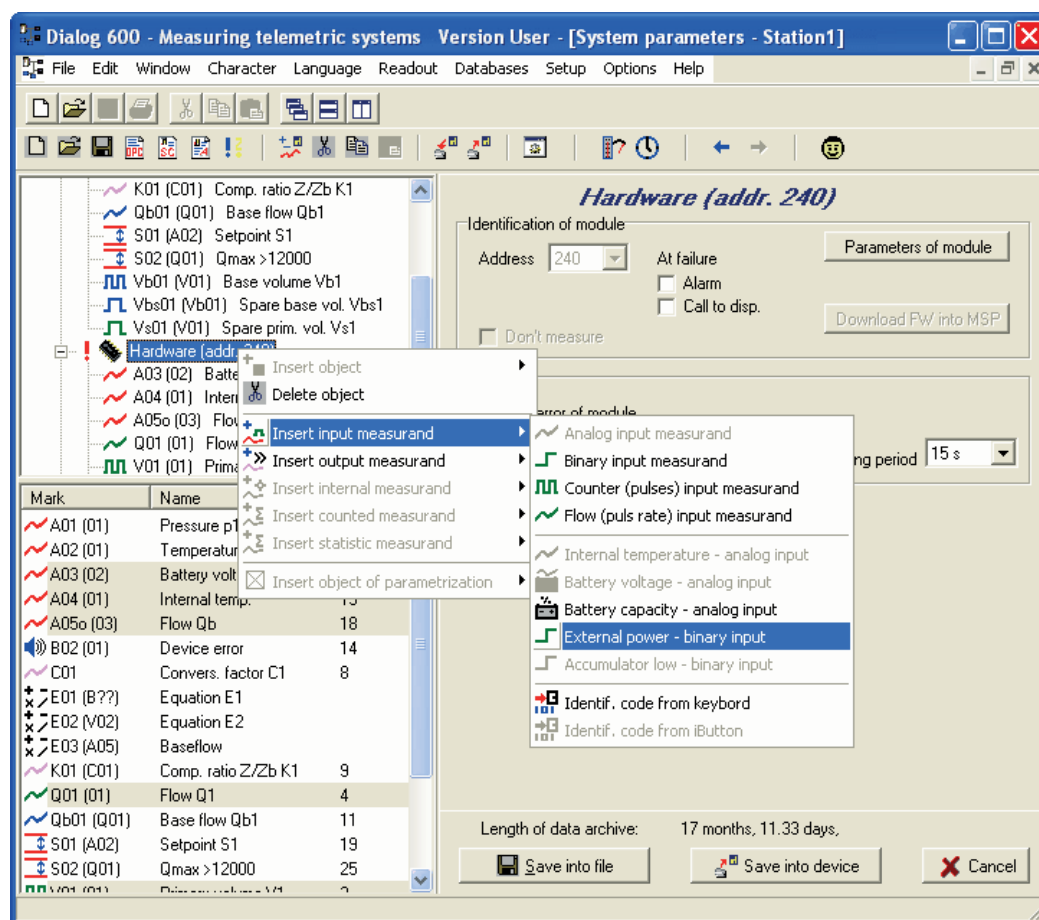 Dialog 600 - Measuring telemetric systems Version User - [System parameters - Station1]
File Edit Window Character Language Readout Databases Setup Options Help
K01 (C01) Comp. ratio Z/Zb K1
Qb01 (Q01) Base flow Qb1
S01 (A02) Setpoint S1
S02 (Q01) Qmax >12000
Vb01 (V01) Base volume Vb1
Vbs01 (Vb01) Spare base vol. Vbs1
Vs01 (V01) Spare prim. vol. Vs1
Hardware (addr. 240)
A03 (02) Batte
A04 (01) Intern
A05o (03) Flow
Q01 (01) Flow
V01 (01) Prima
Insert object
Delete object
Insert input measurand
Insert output measurand
Insert internal measurand
Insert counted measurand
Insert statistic measurand
Insert object of parametrization
Analog input measurand
Binary input measurand
Counter (pulses) input measurand
Flow (puls rate) input measurand
Internal temperature - analog input
Battery voltage - analog input
Battery capacity - analog input
External power - binary input
Accumulator low - binary input
Identif. code from keybord
Identif. code from iButton
Hardware (addr. 240)
Identification of module
Address 240
At failure
Alarm
Call to disp.
Don't measure
Parameters of module
Download FW into MSP
error of module
ng period 15 s
Mark Name
A01 (01) Pressure p1
A02 (01) Temperatur
A03 (02) Battery volt
A04 (01) Internal temp. 15
A05o (03) Flow Qb 18
B02 (01) Device error 14
C01 Convers. factor C1 8
E01 (B??) Equation E1
E02 (V02) Equation E2
E03 (A05) Baseflow
K01 (C01) Comp. ratio Z/Zb K1 9
Q01 (01) Flow Q1 4
Qb01 (Q01) Base flow Qb1 11
S01 (A02) Setpoint S1 19
S02 (Q01) Qmax >12000 25
V01 (01) Primary volume V1
Length of data archive: 17 months, 11.33 days,
Save into file
Save into device
Cancel